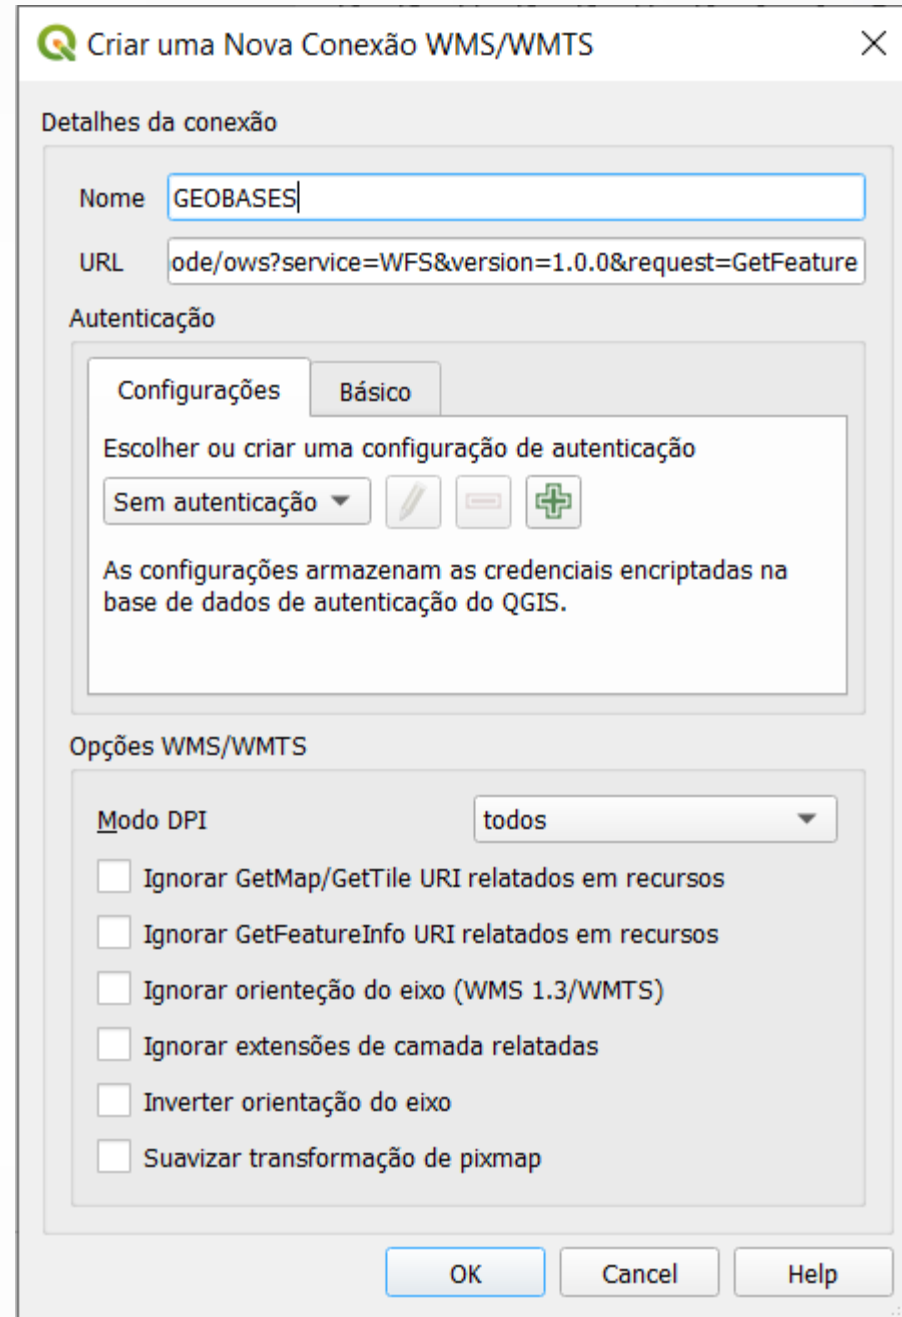 Criar uma Nova Conexão WMS/WMTS
Detalhes da conexão
Nome GEOBASES
URL ode/ows?service=WFS&version=1.0.0&request=GetFeature
Autenticação
Configurações Básico
Escolher ou criar uma configuração de autenticação
Sem autenticação
As configurações armazenam as credenciais encriptadas na
base de dados de autenticação do QGIS.
Opções WMS/WMTS
Modo DPI todos
Ignorar GetMap/GetTile URI relatados em recursos
Ignorar GetFeatureInfo URI relatados em recursos
Ignorar orienteção do eixo (WMS 1.3/WMTS)
Ignorar extensões de camada relatadas
Inverter orientação do eixo
Suavizar transformação de pixmap
OK Cancel Help